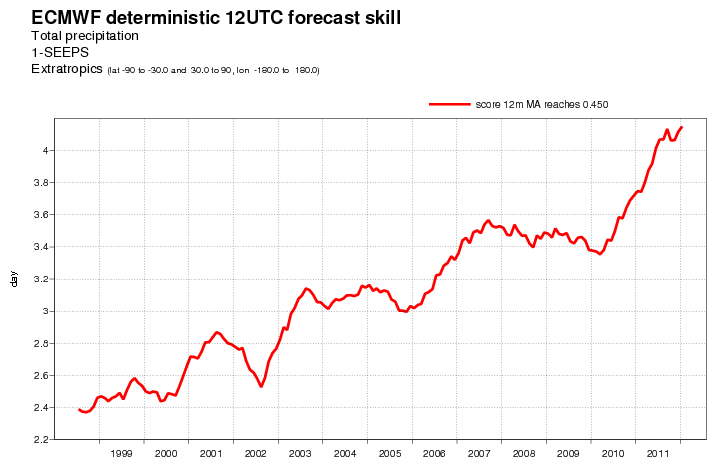 ECMWF deterministic 12UTC forecast skill
Total precipitation
1-SEEPS
Extratropics (lat -90 to -30.0 and 30.0 to 90, lon -180.0 to 180.0)
score 12m MA reaches 0.450
4
3.8
3.6
3.4
3.2
3
2.8
2.6
2.4
2.2
day
1999 2000 2001 2002 2003 2004 2005 2006 2007 2008 2009 2010 2011